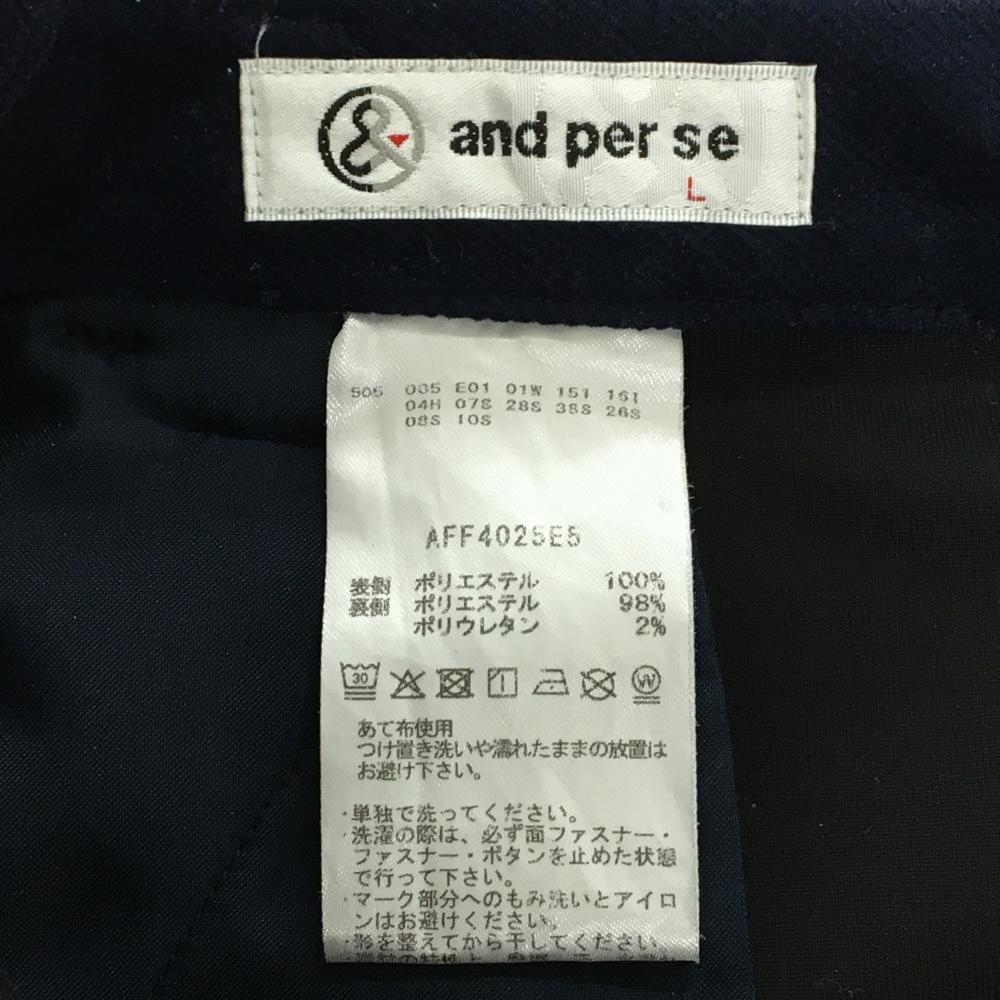 and per se
L
505 005 E01 01W 151 161
04H 07S 28S 38S 26S
08S 10S
AFF4025E5
表側 ポリエステル 100%
裏側 ポリエステル 98%
ポリウレタン 2%
30
あて布使用
つけ置き洗いや濡れたままの放置は
お避け下さい。
・単独で洗ってください。
・洗濯の際は、必ず面ファスナー・
ファスナー・ボタンを止めた状態
で行って下さい。
・マーク部分へのもみ洗いとアイロ
ンはお避けください。
・形を整えてから干してください。